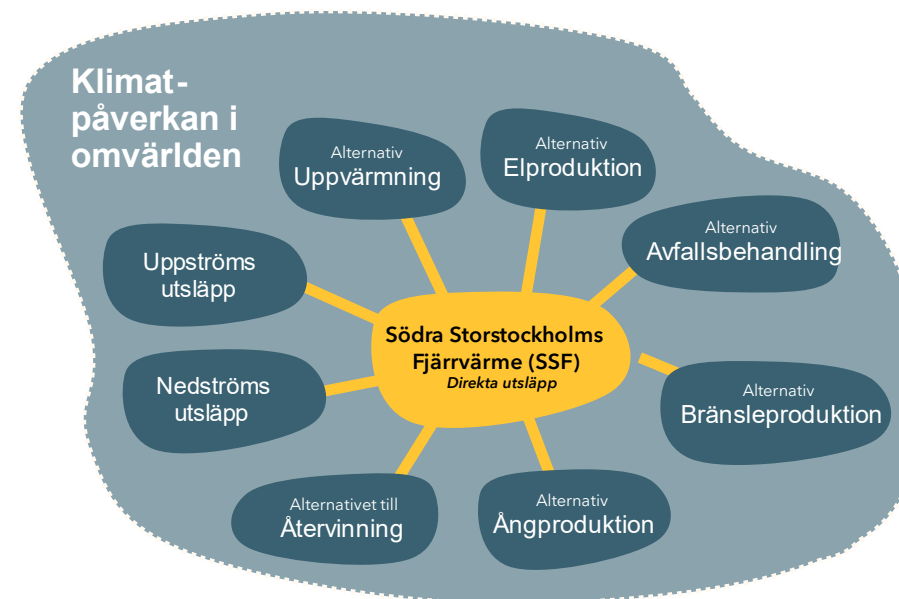 Klimat-
påverkan i
omvärlden
Alternativ
Uppvärmning
Alternativ
Elproduktion
Alternativ
Avfallsbehandling
Uppströms
utsläpp
Södra Storstockholms
Fjärrvärme (SSF)
Direkta utsläpp
Nedströms
utsläpp
Alternativ
Bränsleproduktion
Alternativet till
Återvinning
Alternativ
Ångproduktion